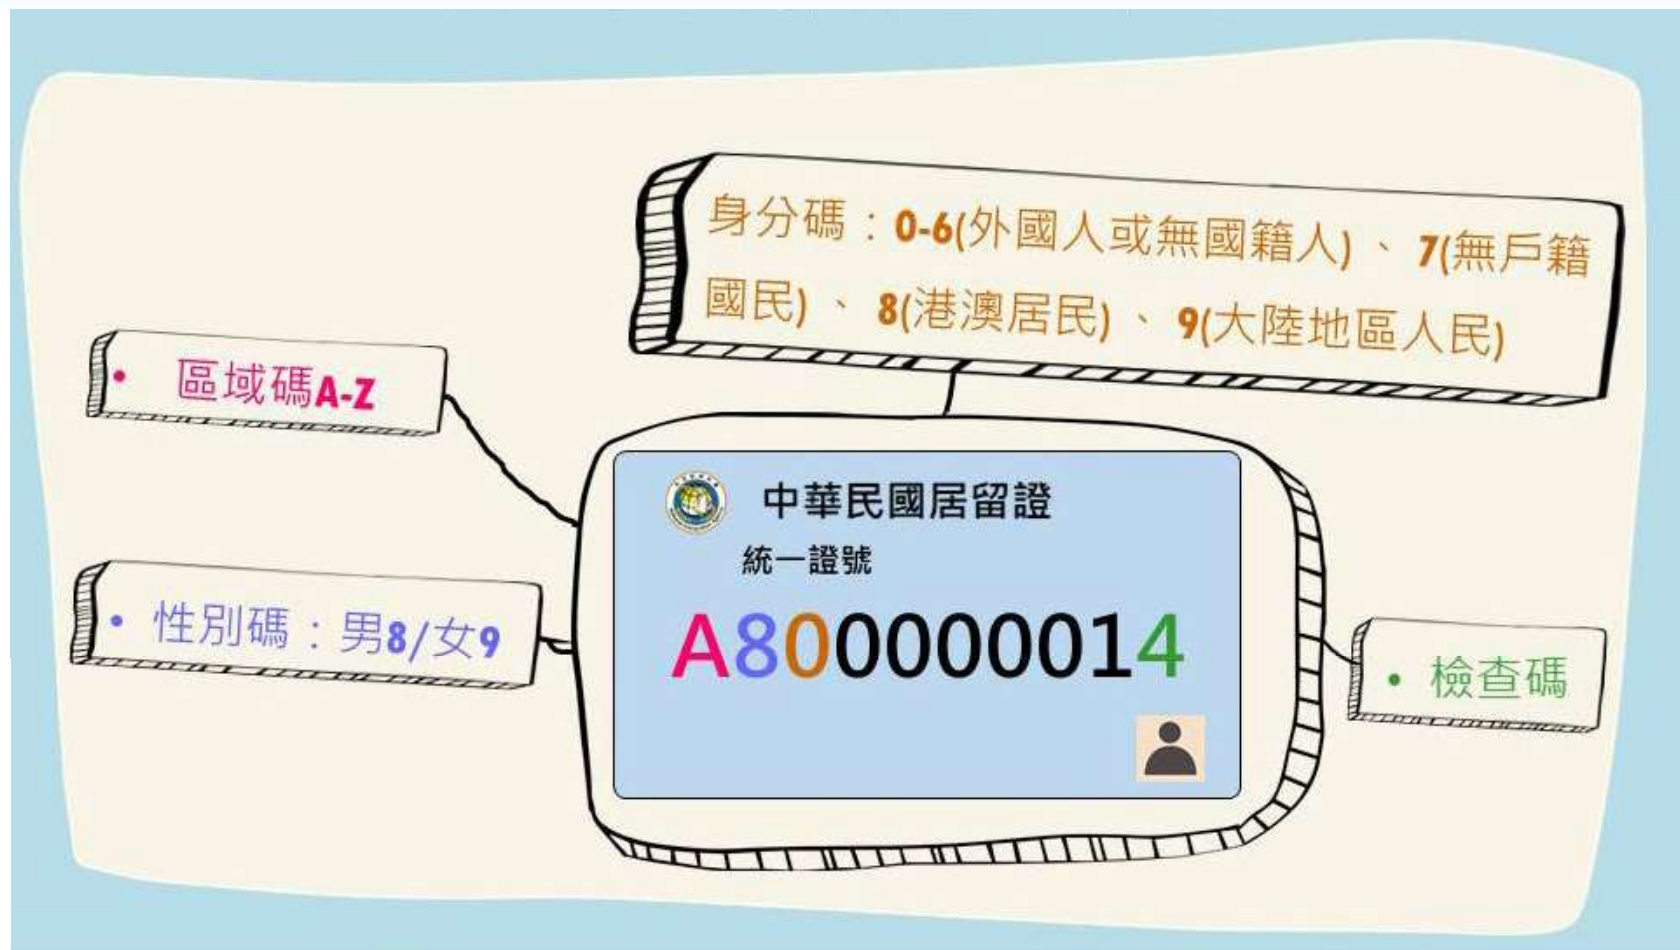 身分碼：0-6(外國人或無國籍人)、7(無戶籍
國民)、8(港澳居民)、9(大陸地區人民)
• 區域碼A-Z
中華民國居留證
統一證號
• 性別碼：男8/女9
A800000014
• 檢查碼